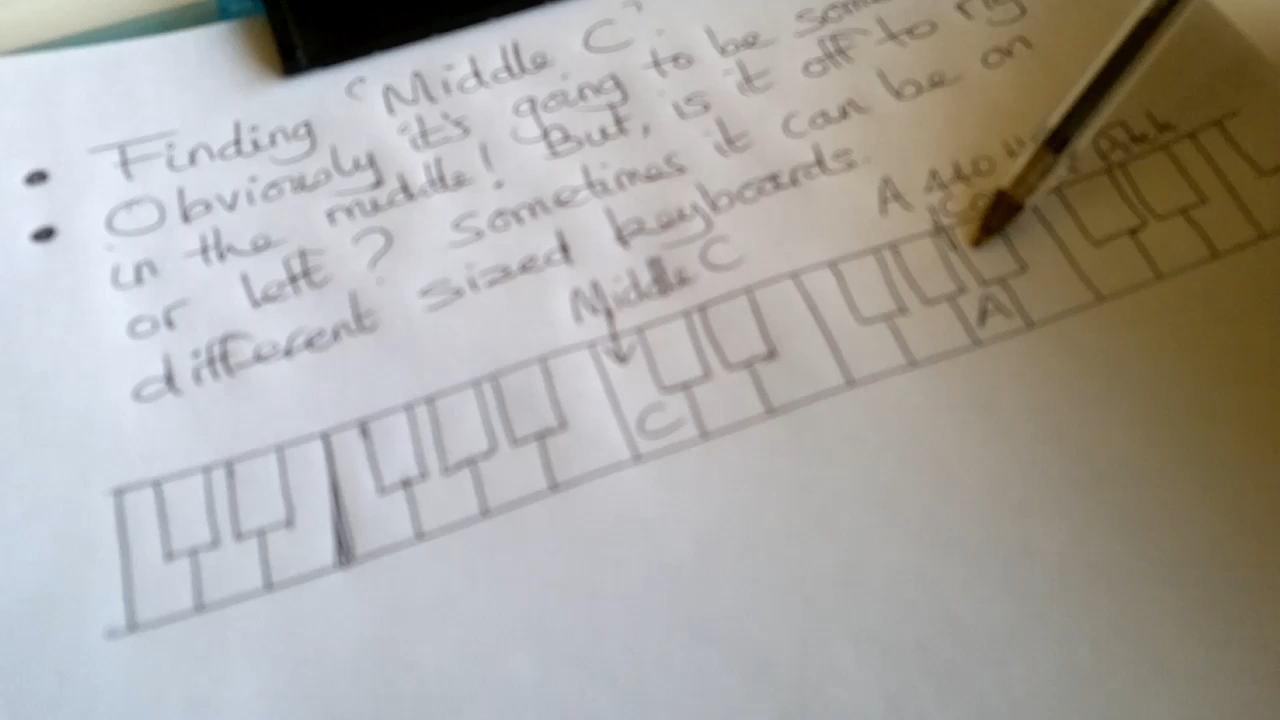 Finding 'Middle C'
Obviously it's going to be some
in the middle! But, is it off to rig
or left? Sometimes it can be on
different sized keyboards.
A 440
Middle C
A
C